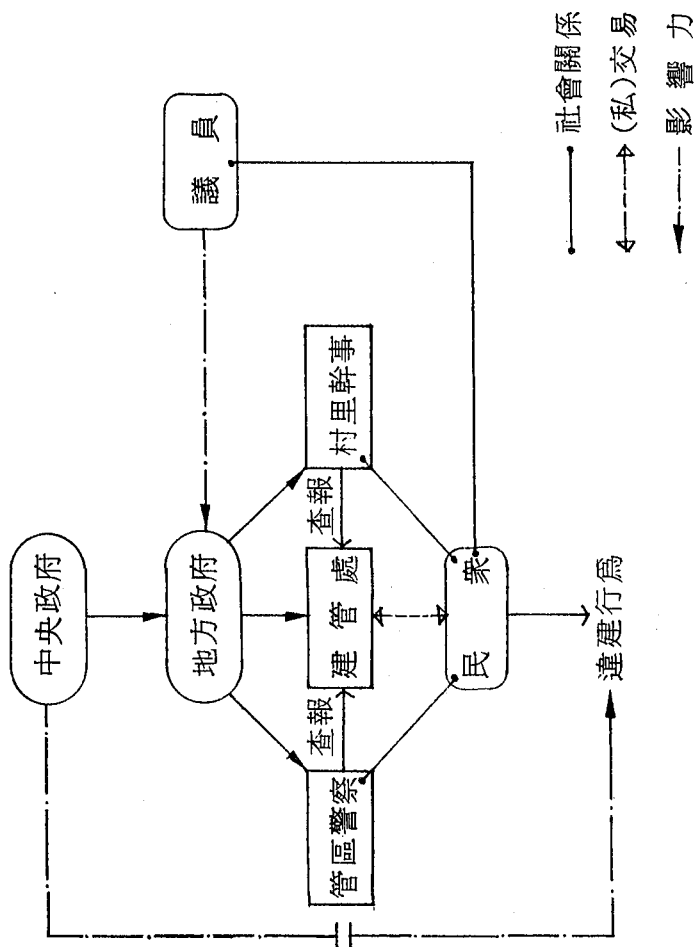 中央政府
地方政府
議員
管區警察
查報
建管處
查報
村里幹事
民眾
違建行為
社會關係
(私)交易
影響力